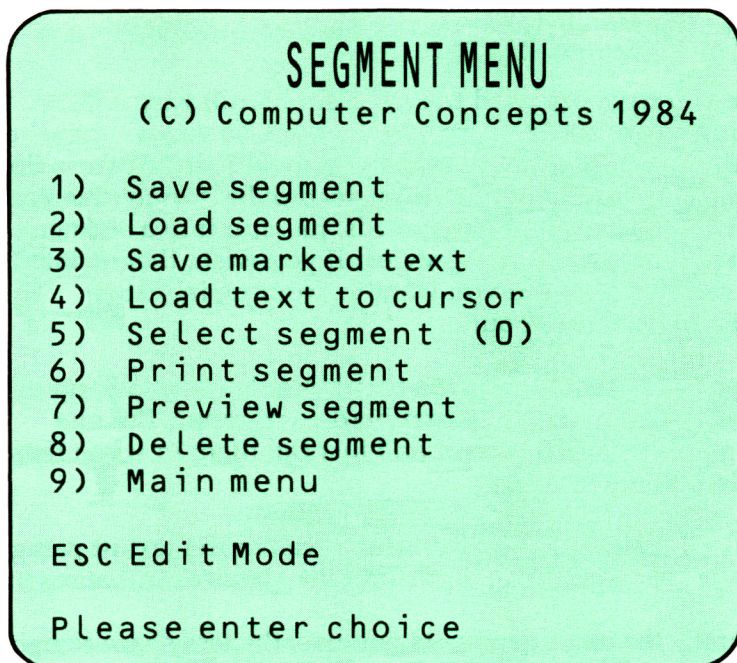 SEGMENT MENU
(C) Computer Concepts 1984
1) Save segment
2) Load segment
3) Save marked text
4) Load text to cursor
5) Select segment (0)
6) Print segment
7) Preview segment
8) Delete segment
9) Main menu
ESC Edit Mode
Please enter choice